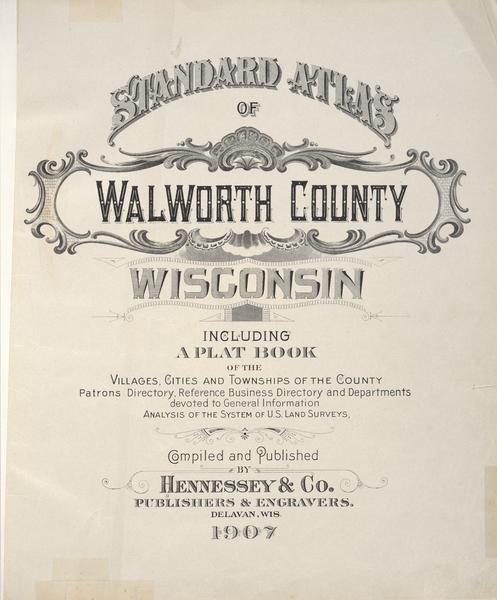 STANDARD ATLAS
OF
WALWORTH COUNTY
WISCONSIN
INCLUDING
A PLAT BOOK
OF THE
VILLAGES, CITIES AND TOWNSHIPS OF THE COUNTY
Patrons Directory, Reference Business Directory and Departments
devoted to General Information
ANALYSIS OF THE SYSTEM OF U.S. LAND SURVEYS,
Compiled and Published
BY
HENNESSEY & CO.
PUBLISHERS & ENGRAVERS.
DELAVAN, WIS.
1907